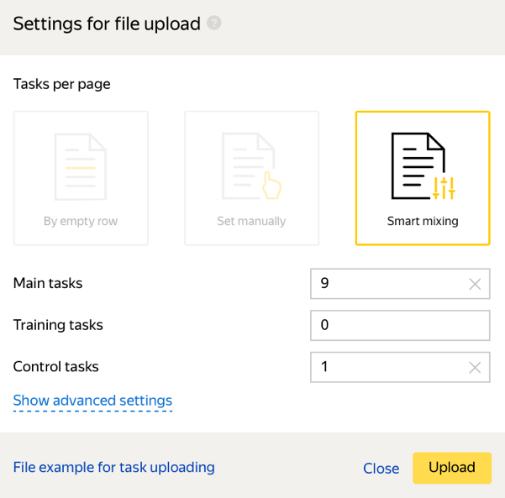 Settings for file upload ?
Tasks per page
By empty row
Set manually
Smart mixing
Main tasks 9
Training tasks 0
Control tasks 1
Show advanced settings
File example for task uploading Close Upload